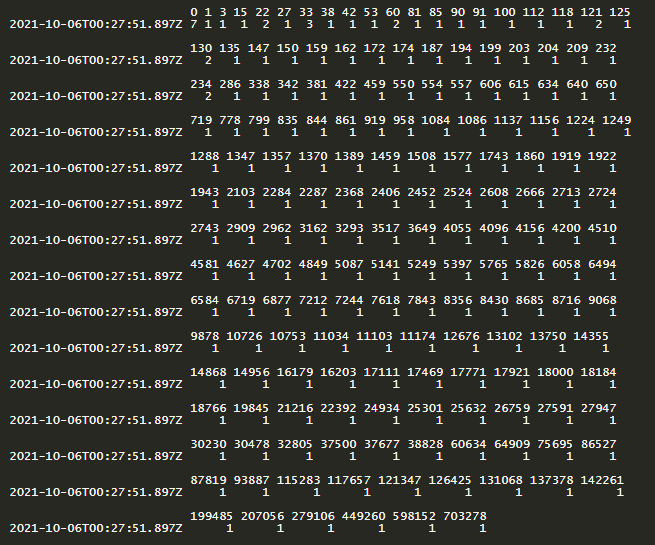 0 1 3 15 22 27 33 38 42 53 60 81 85 90 91 100 112 118 121 125
2021-10-06T00:27:51.897Z 7 1 1 1 2 1 3 1 1 1 2 1 1 1 1 1 1 1 2 1
130 135 147 150 159 162 172 174 187 194 199 203 204 209 232
2021-10-06T00:27:51.897Z 2 1 1 1 1 1 1 1 1 1 1 1 1 1 1
234 286 338 342 381 422 459 550 554 557 606 615 634 640 650
2021-10-06T00:27:51.897Z 2 1 1 1 1 1 1 1 1 1 1 1 1 1 1
719 778 799 835 844 861 919 958 1084 1086 1137 1156 1224 1249
2021-10-06T00:27:51.897Z 1 1 1 1 1 1 1 1 1 1 1 1 1 1
1288 1347 1357 1370 1389 1459 1508 1577 1743 1860 1919 1922
2021-10-06T00:27:51.897Z 1 1 1 1 1 1 1 1 1 1 1 1
1943 2103 2284 2287 2368 2406 2452 2524 2608 2666 2713 2724
2021-10-06T00:27:51.897Z 1 1 1 1 1 1 1 1 1 1 1 1
2743 2909 2962 3162 3293 3517 3649 4055 4096 4156 4200 4510
2021-10-06T00:27:51.897Z 1 1 1 1 1 1 1 1 1 1 1 1
4581 4627 4702 4849 5087 5141 5249 5397 5765 5826 6058 6494
2021-10-06T00:27:51.897Z 1 1 1 1 1 1 1 1 1 1 1 1
6584 6719 6877 7212 7244 7618 7843 8356 8430 8685 8716 9068
2021-10-06T00:27:51.897Z 1 1 1 1 1 1 1 1 1 1 1 1
9878 10726 10753 11034 11103 11174 12676 13102 13750 14355
2021-10-06T00:27:51.897Z 1 1 1 1 1 1 1 1 1 1
14868 14956 16179 16203 17111 17469 17771 17921 18000 18184
2021-10-06T00:27:51.897Z 1 1 1 1 1 1 1 1 1 1
18766 19845 21216 22392 24934 25301 25632 26759 27591 27947
2021-10-06T00:27:51.897Z 1 1 1 1 1 1 1 1 1 1
30230 30478 32805 37500 37677 38828 60634 64909 75695 86527
2021-10-06T00:27:51.897Z 1 1 1 1 1 1 1 1 1 1
87819 93887 115283 117657 121347 126425 131068 137378 142261
2021-10-06T00:27:51.897Z 1 1 1 1 1 1 1 1 1
199485 207056 279106 449260 598152 703278
2021-10-06T00:27:51.897Z 1 1 1 1 1 1